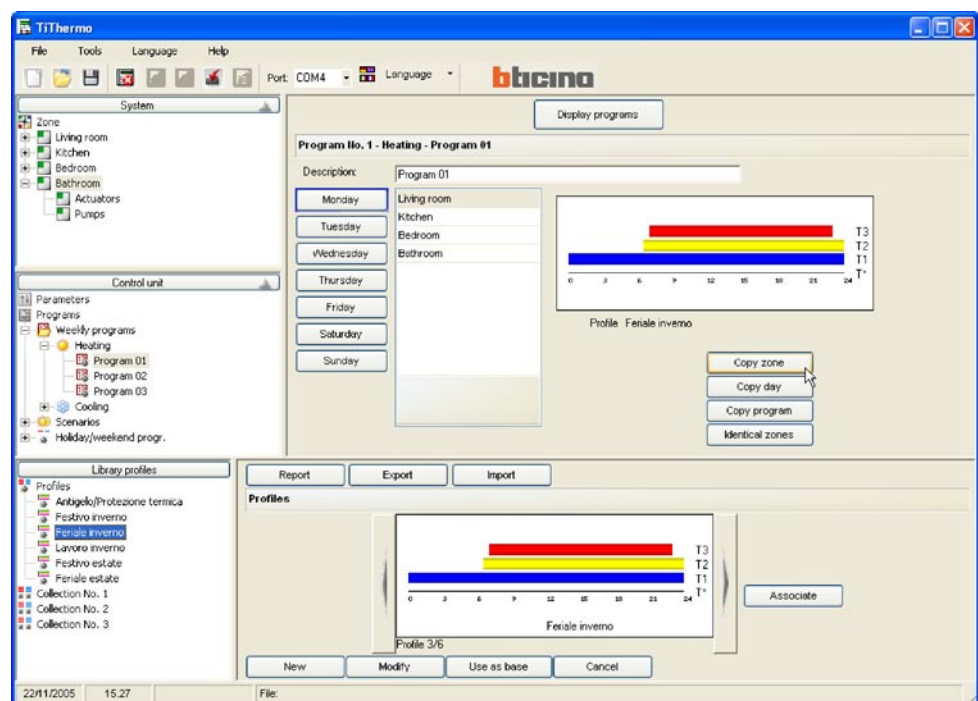 TiThermo
File Tools Language Help
Port: COM4 Language bticino
System
Zone
Living room
Kitchen
Bedroom
Bathroom
Actuators
Pumps
Control unit
Parameters
Programs
Weekly programs
Heating
Program 01
Program 02
Program 03
Cooling
Scenarios
Holiday/weekend progr.
Library profiles
Profiles
Antigelo/Protezione termica
Festivo inverno
Feriale inverno
Lavoro inverno
Festivo estate
Feriale estate
Collection No. 1
Collection No. 2
Collection No. 3
Display programs
Program No. 1 - Heating - Program 01
Description: Program 01
Monday
Tuesday
Wednesday
Thursday
Friday
Saturday
Sunday
Living room
Kitchen
Bedroom
Bathroom
T3
T2
T1
T*
0 3 6 9 12 15 18 21 24
Profile Feriale inverno
Copy zone
Copy day
Copy program
Identical zones
Report Export Import
Profiles
T3
T2
T1
T*
0 3 6 9 12 15 18 21 24
Feriale inverno
Profile 3/6
Associate
New Modify Use as base Cancel
22/11/2005 15.27 File: